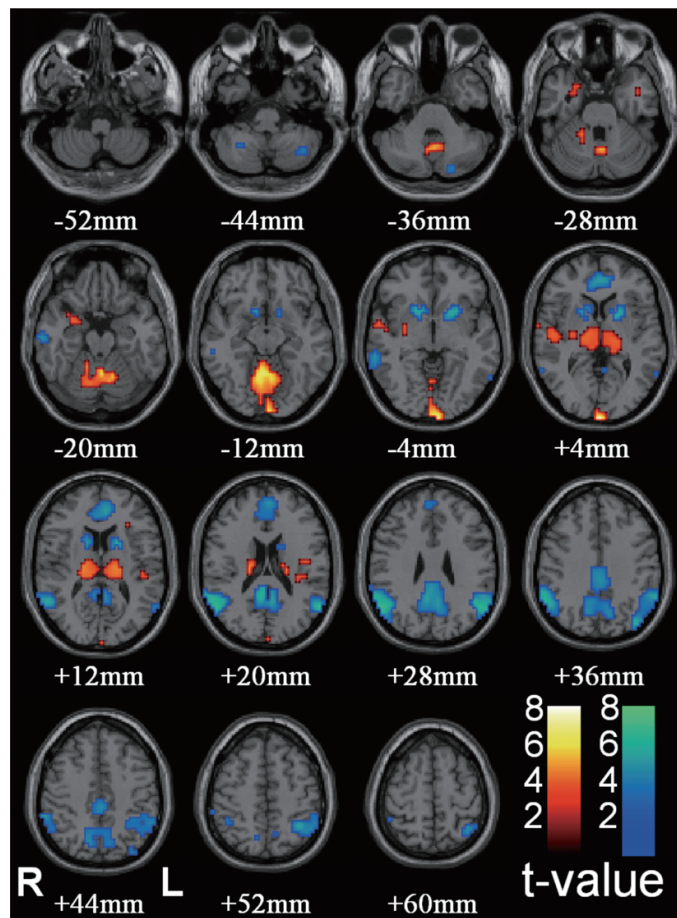 -52mm -44mm -36mm -28mm
-20mm -12mm -4mm +4mm
+12mm +20mm +28mm +36mm
8 8
6 6
4 4
2 2
t-value
R L
+44mm +52mm +60mm